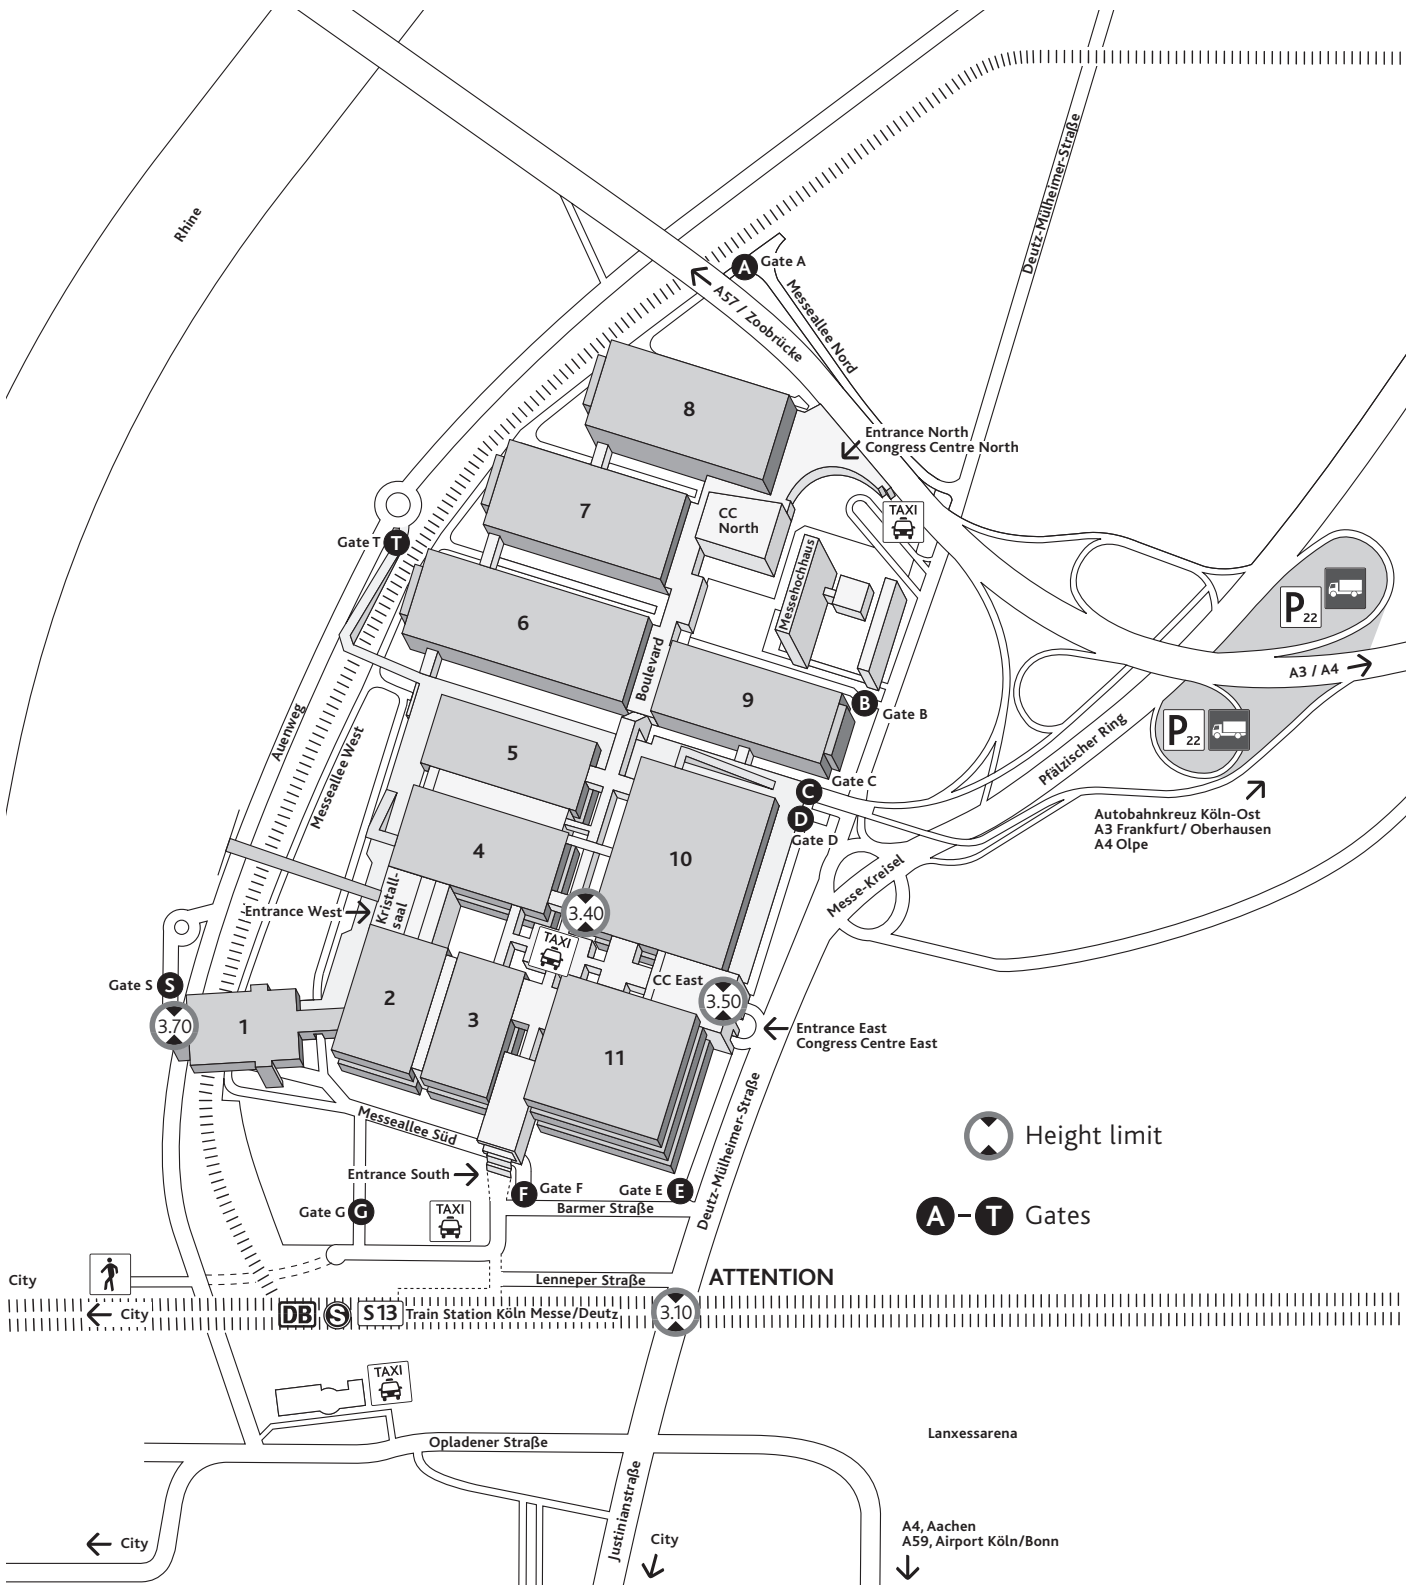 Rhine
Deutz-Mülheimer-Straße
A
Gate A
A57 / Zoobrücke
Messeallee Nord
8
Entrance North
Congress Centre North
7
CC
North
TAXI
Gate T
T
Messehochhaus
P22
6
Boulevard
A3 / A4
9
B
Gate B
P22
Auenweg
Messeallee West
5
Pfälzischer Ring
Gate C
C
D
Gate D
Autobahnkreuz Köln-Ost
A3 Frankfurt / Oberhausen
A4 Olpe
4
10
Messe-Kreisel
Kristall-
saal
Entrance West
3.40
TAXI
Gate S
S
CC East
3.50
2
3
3.70
1
Entrance East
Congress Centre East
11
Deutz-Mülheimer-Straße
Messeallee Süd
Height limit
Entrance South
F
Gate F
Gate E
E
Gate G
G
TAXI
Barmer Straße
A - T
Gates
City
Lenneper Straße
ATTENTION
City
DB
S
S 13
Train Station Köln Messe/Deutz
3.10
TAXI
Opladener Straße
Lanxessarena
Justinianstraße
City
City
A4, Aachen
A59, Airport Köln/Bonn